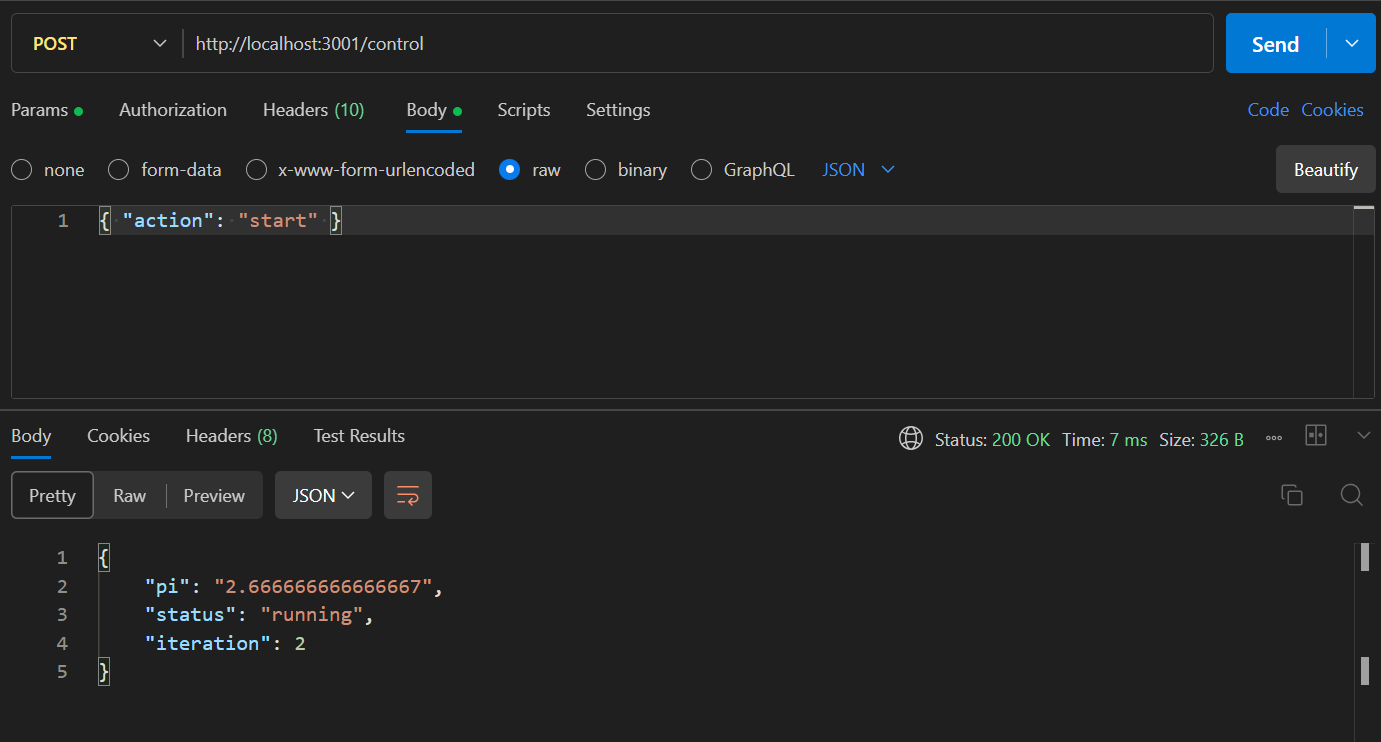 POST http://localhost:3001/control Send
Params Authorization Headers (10) Body Scripts Settings Code Cookies
none form-data x-www-form-urlencoded raw binary GraphQL JSON Beautify
1 { "action": "start" }
Body Cookies Headers (8) Test Results Status: 200 OK Time: 7 ms Size: 326 B
Pretty Raw Preview JSON
1 {
2 "pi": "2.666666666666667",
3 "status": "running",
4 "iteration": 2
5 }